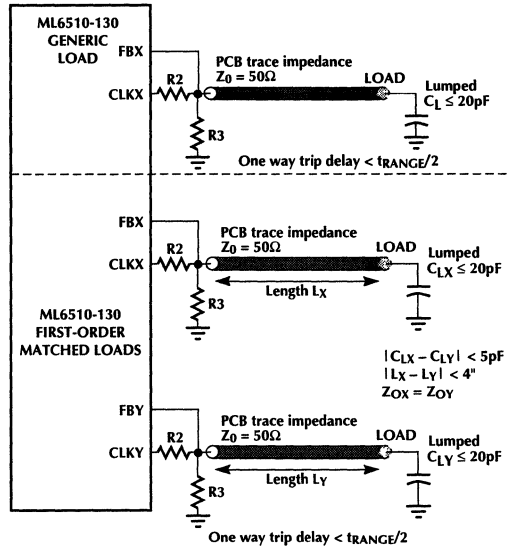 ML6510-130
GENERIC
LOAD
FBX
CLKX
R2
R3
PCB trace impedance
Z0 = 50Ω
LOAD
Lumped
CL ≤ 20pF
One way trip delay < tRANGE/2
ML6510-130
FIRST-ORDER
MATCHED LOADS
FBX
CLKX
R2
R3
PCB trace impedance
Z0 = 50Ω
LOAD
Length LX
Lumped
CLX ≤ 20pF
|CLX – CLY| < 5pF
|LX – LY| < 4"
ZOX = ZOY
FBY
CLKY
R2
R3
PCB trace impedance
Z0 = 50Ω
LOAD
Length LY
Lumped
CLY ≤ 20pF
One way trip delay < tRANGE/2